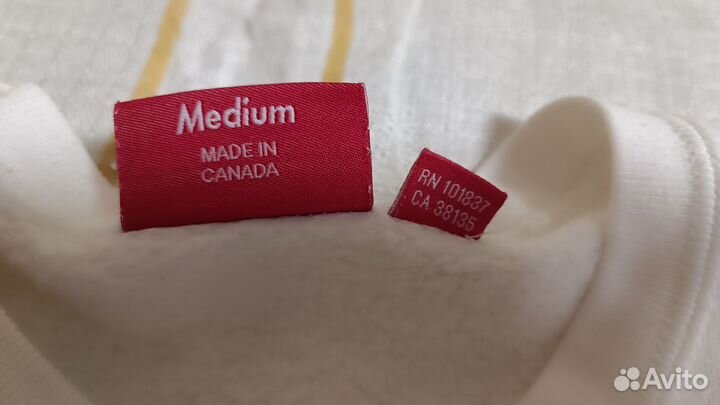 Medium
MADE IN
CANADA
RN 101837
CA 38135
Avito